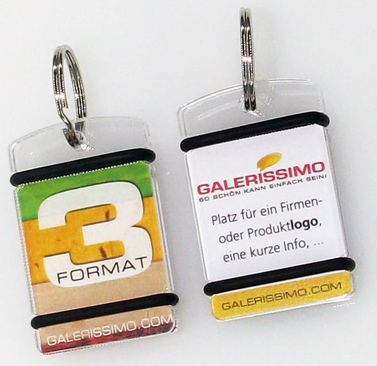 3
FORMAT
GALERISSIMO.COM
GALERISSIMO
SO SCHÖN KANN EINFACH SEIN!
Platz für ein Firmen-
oder Produktlogo,
eine kurze Info, ...
GALERISSIMO.COM